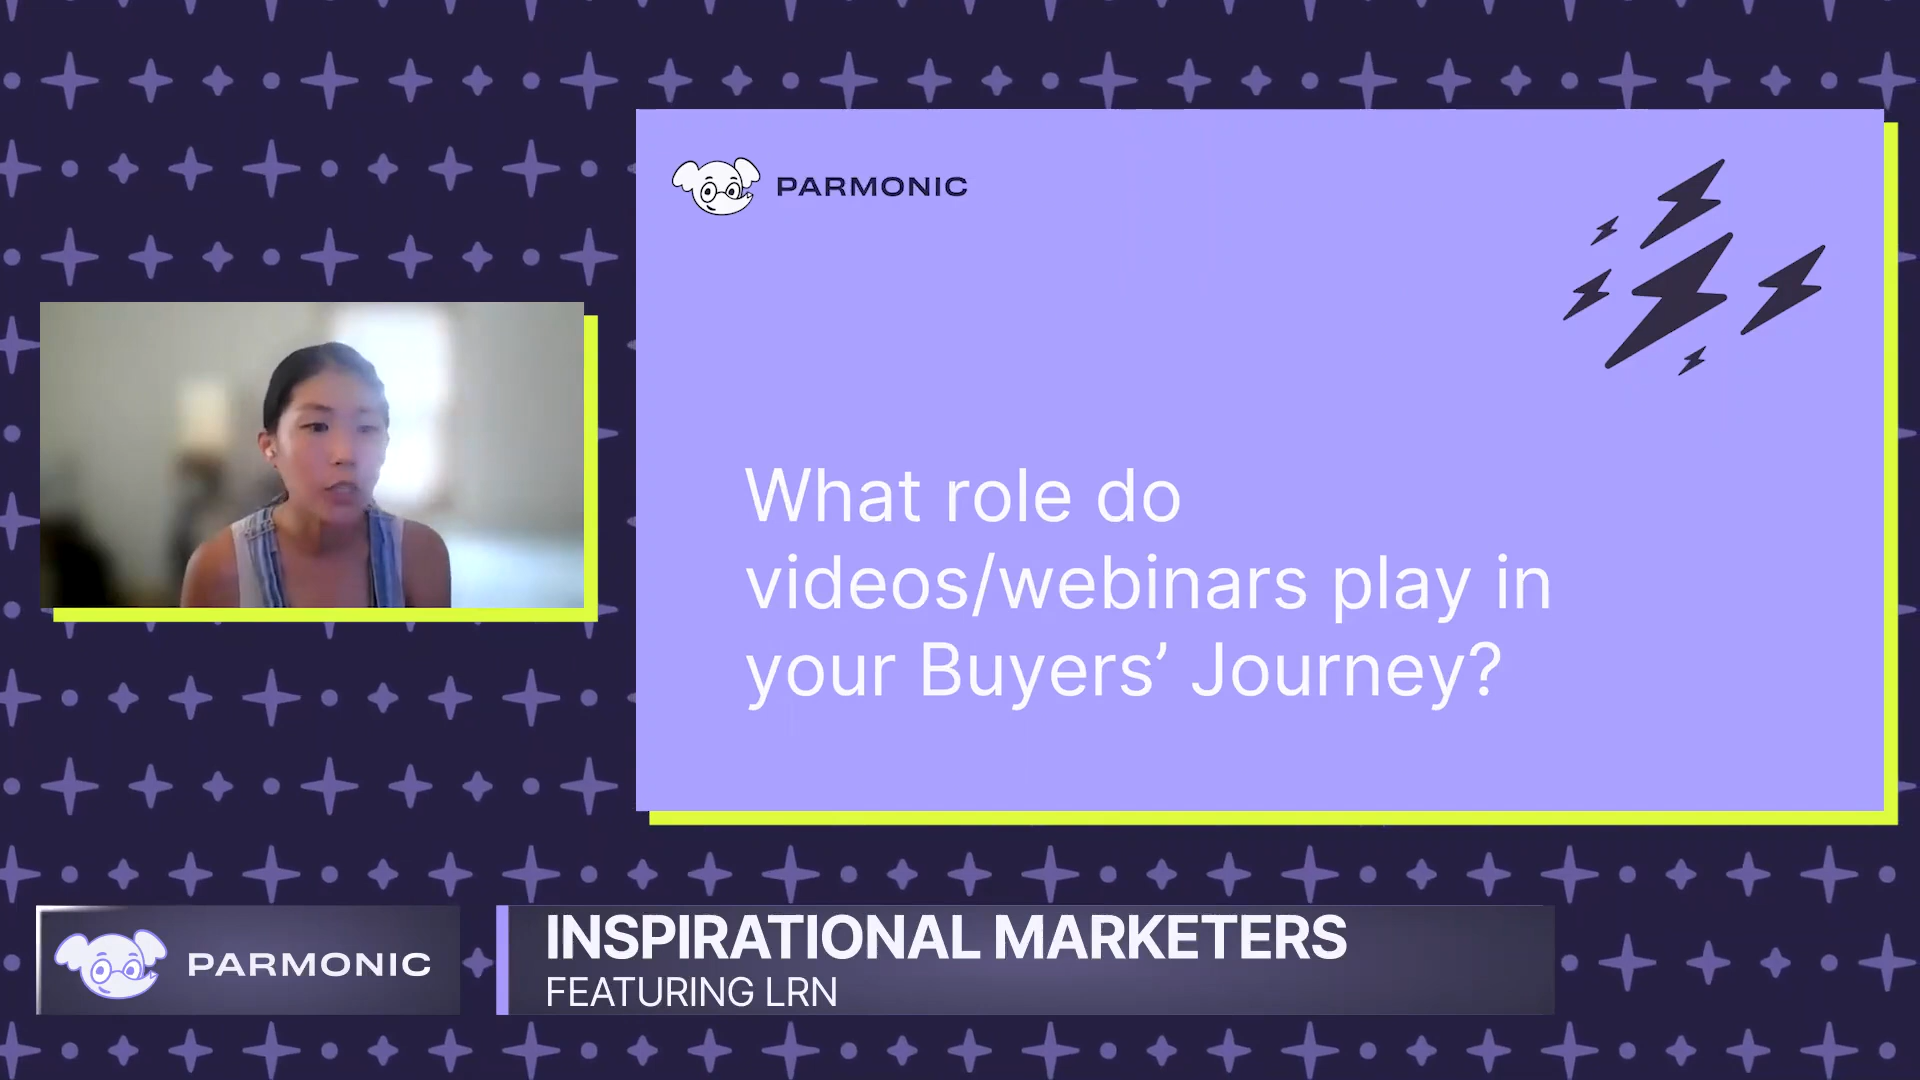 PARMONIC
What role do
videos/webinars play in
your Buyers’ Journey?
PARMONIC
INSPIRATIONAL MARKETERS
FEATURING LRN